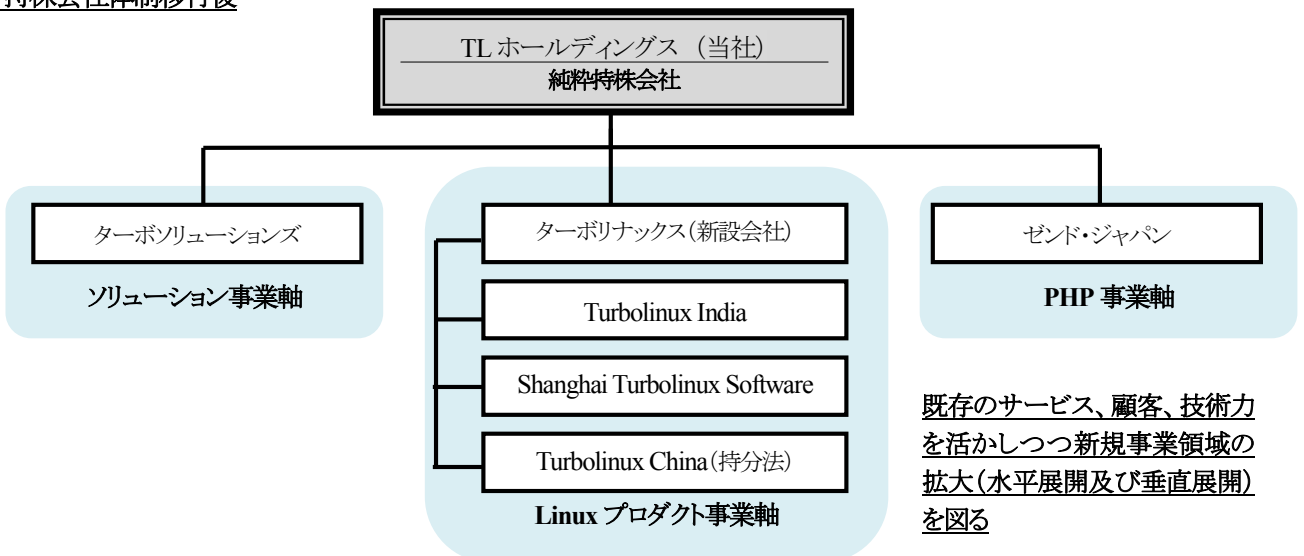 持株会社体制移行後
TLホールディングス （当社）
純粋持株会社
ターボソリューションズ
ソリューション事業軸
ターボリナックス（新設会社）
Turbolinux India
Shanghai Turbolinux Software
Turbolinux China（持分法）
Linux プロダクト事業軸
ゼンド・ジャパン
PHP 事業軸
既存のサービス、顧客、技術力
を活かしつつ新規事業領域の
拡大（水平展開及び垂直展開）
を図る